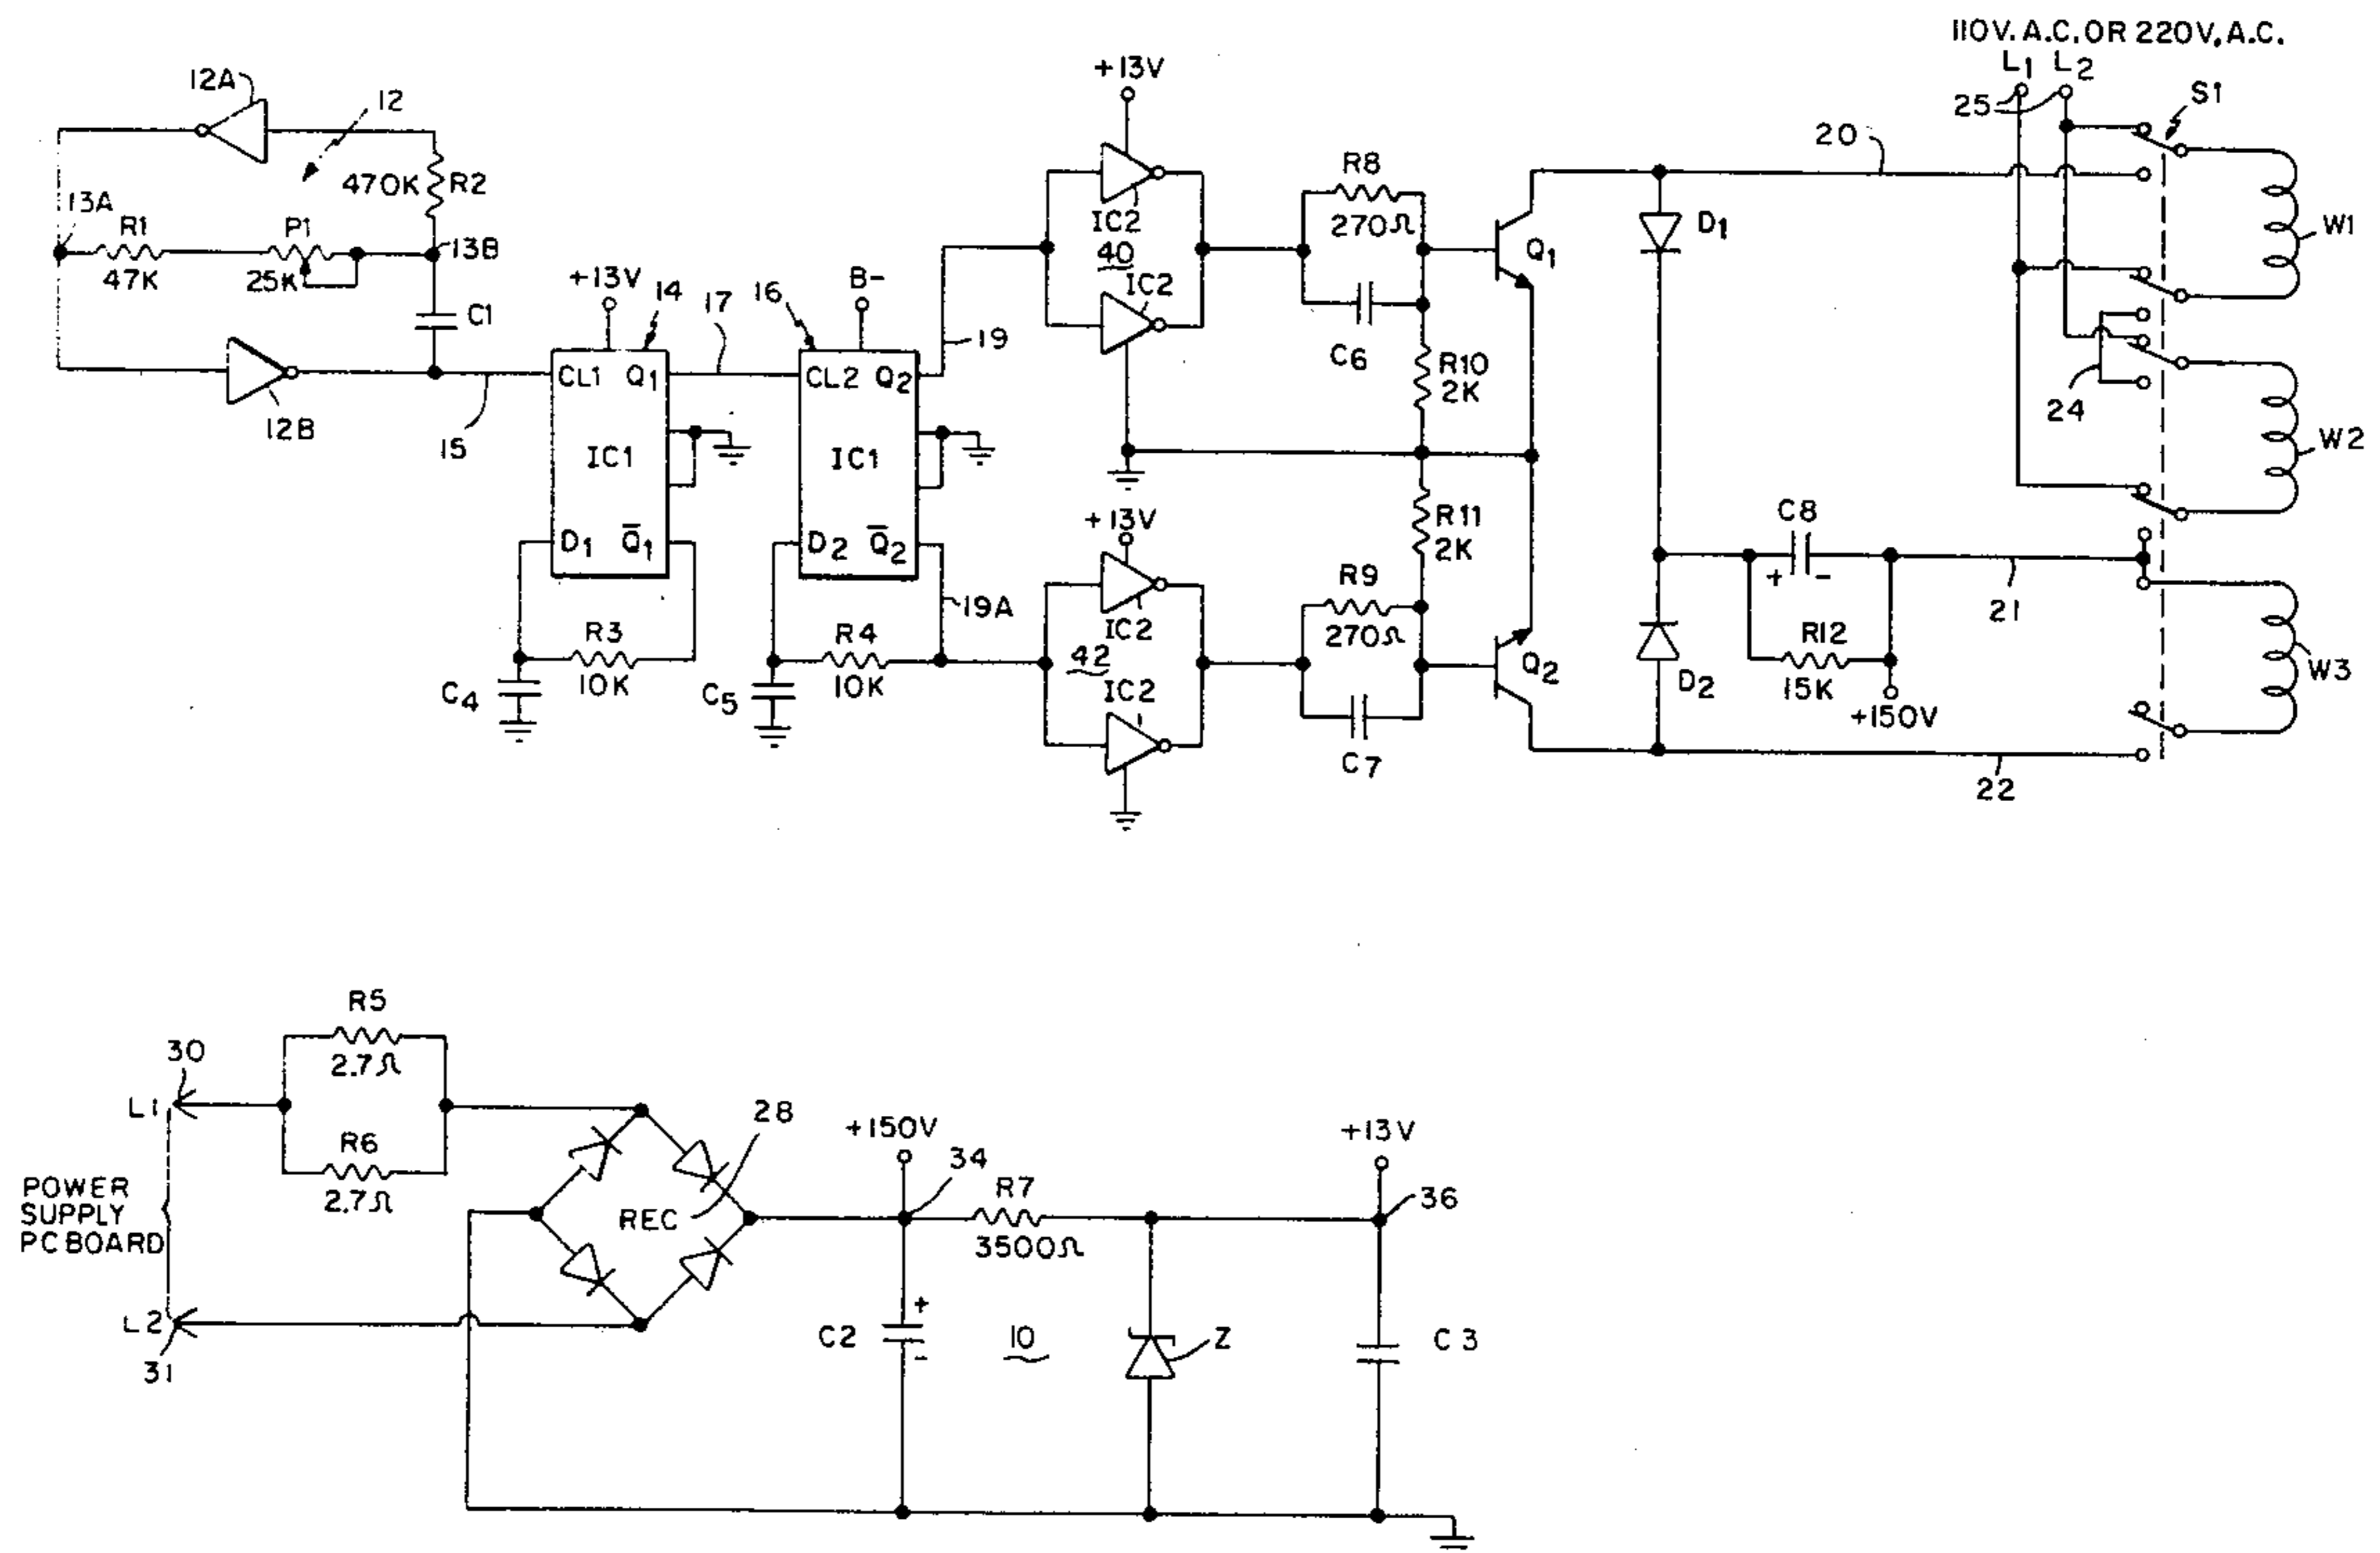 110V. A.C. OR 220V. A.C.
L1 L2
25
S1
+13V
12A
12
20
470K R2
R8
270Ω
13A
R1
P1
13B
47K
25K
IC2
40
IC2
Q1
D1
W1
+13V
14
17
16
B-
C1
19
C6
R10
2K
CL1 Q1
CL2 Q2
24
12B
15
IC1
IC1
W2
+13V
R11
2K
C8
D1 Q̅1
D2 Q̅2
+ -
R9
270Ω
19A
IC2
21
R3
10K
R4
10K
42
IC2
Q2
D2
R12
15K
W3
C4
C5
+150V
C7
22
R5
2.7Ω
30
L1
R6
2.7Ω
28
+150V
34
+13V
R7
3500Ω
36
POWER
SUPPLY
PC BOARD
REC
L2
31
C2
+
-
10
Z
C3